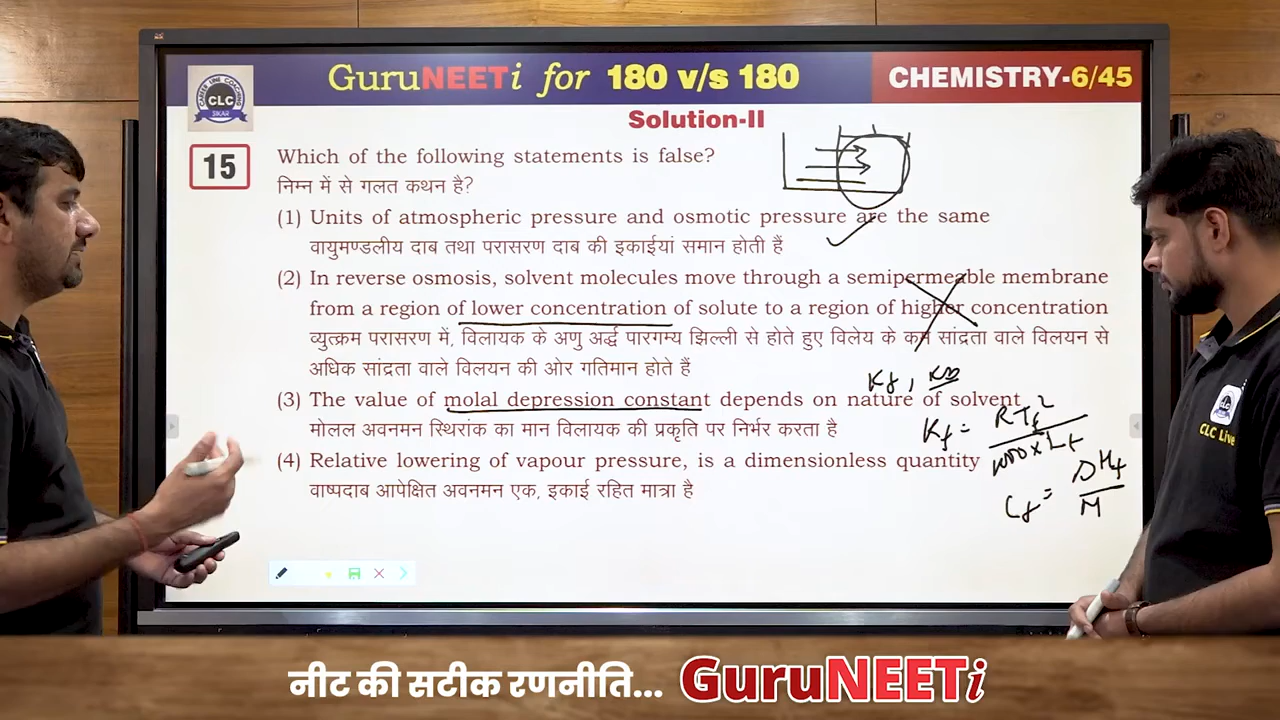 GuruNEETi for 180 v/s 180
CHEMISTRY-6/45
CLC
SIKAR
Solution-II
15
Which of the following statements is false?
निम्न में से गलत कथन है?
(1) Units of atmospheric pressure and osmotic pressure are the same
वायुमण्डलीय दाब तथा परासरण दाब की इकाईयां समान होती हैं
(2) In reverse osmosis, solvent molecules move through a semipermeable membrane
from a region of lower concentration of solute to a region of higher concentration
व्युत्क्रम परासरण में, विलायक के अणु अर्द्ध पारगम्य झिल्ली से होते हुए विलेय के कम सांद्रता वाले विलयन से
अधिक सांद्रता वाले विलयन की ओर गतिमान होते हैं
(3) The value of molal depression constant depends on nature of solvent
मोलल अवनमन स्थिरांक का मान विलायक की प्रकृति पर निर्भर करता है
(4) Relative lowering of vapour pressure, is a dimensionless quantity
वाष्पदाब आपेक्षिक अवनमन एक, इकाई रहित मात्रा है
Kf,
Kf =
RTf²
1000 × Lf
Lf =
ΔHf
M
CLC Live
नीट की सटीक रणनीति... GuruNEETi